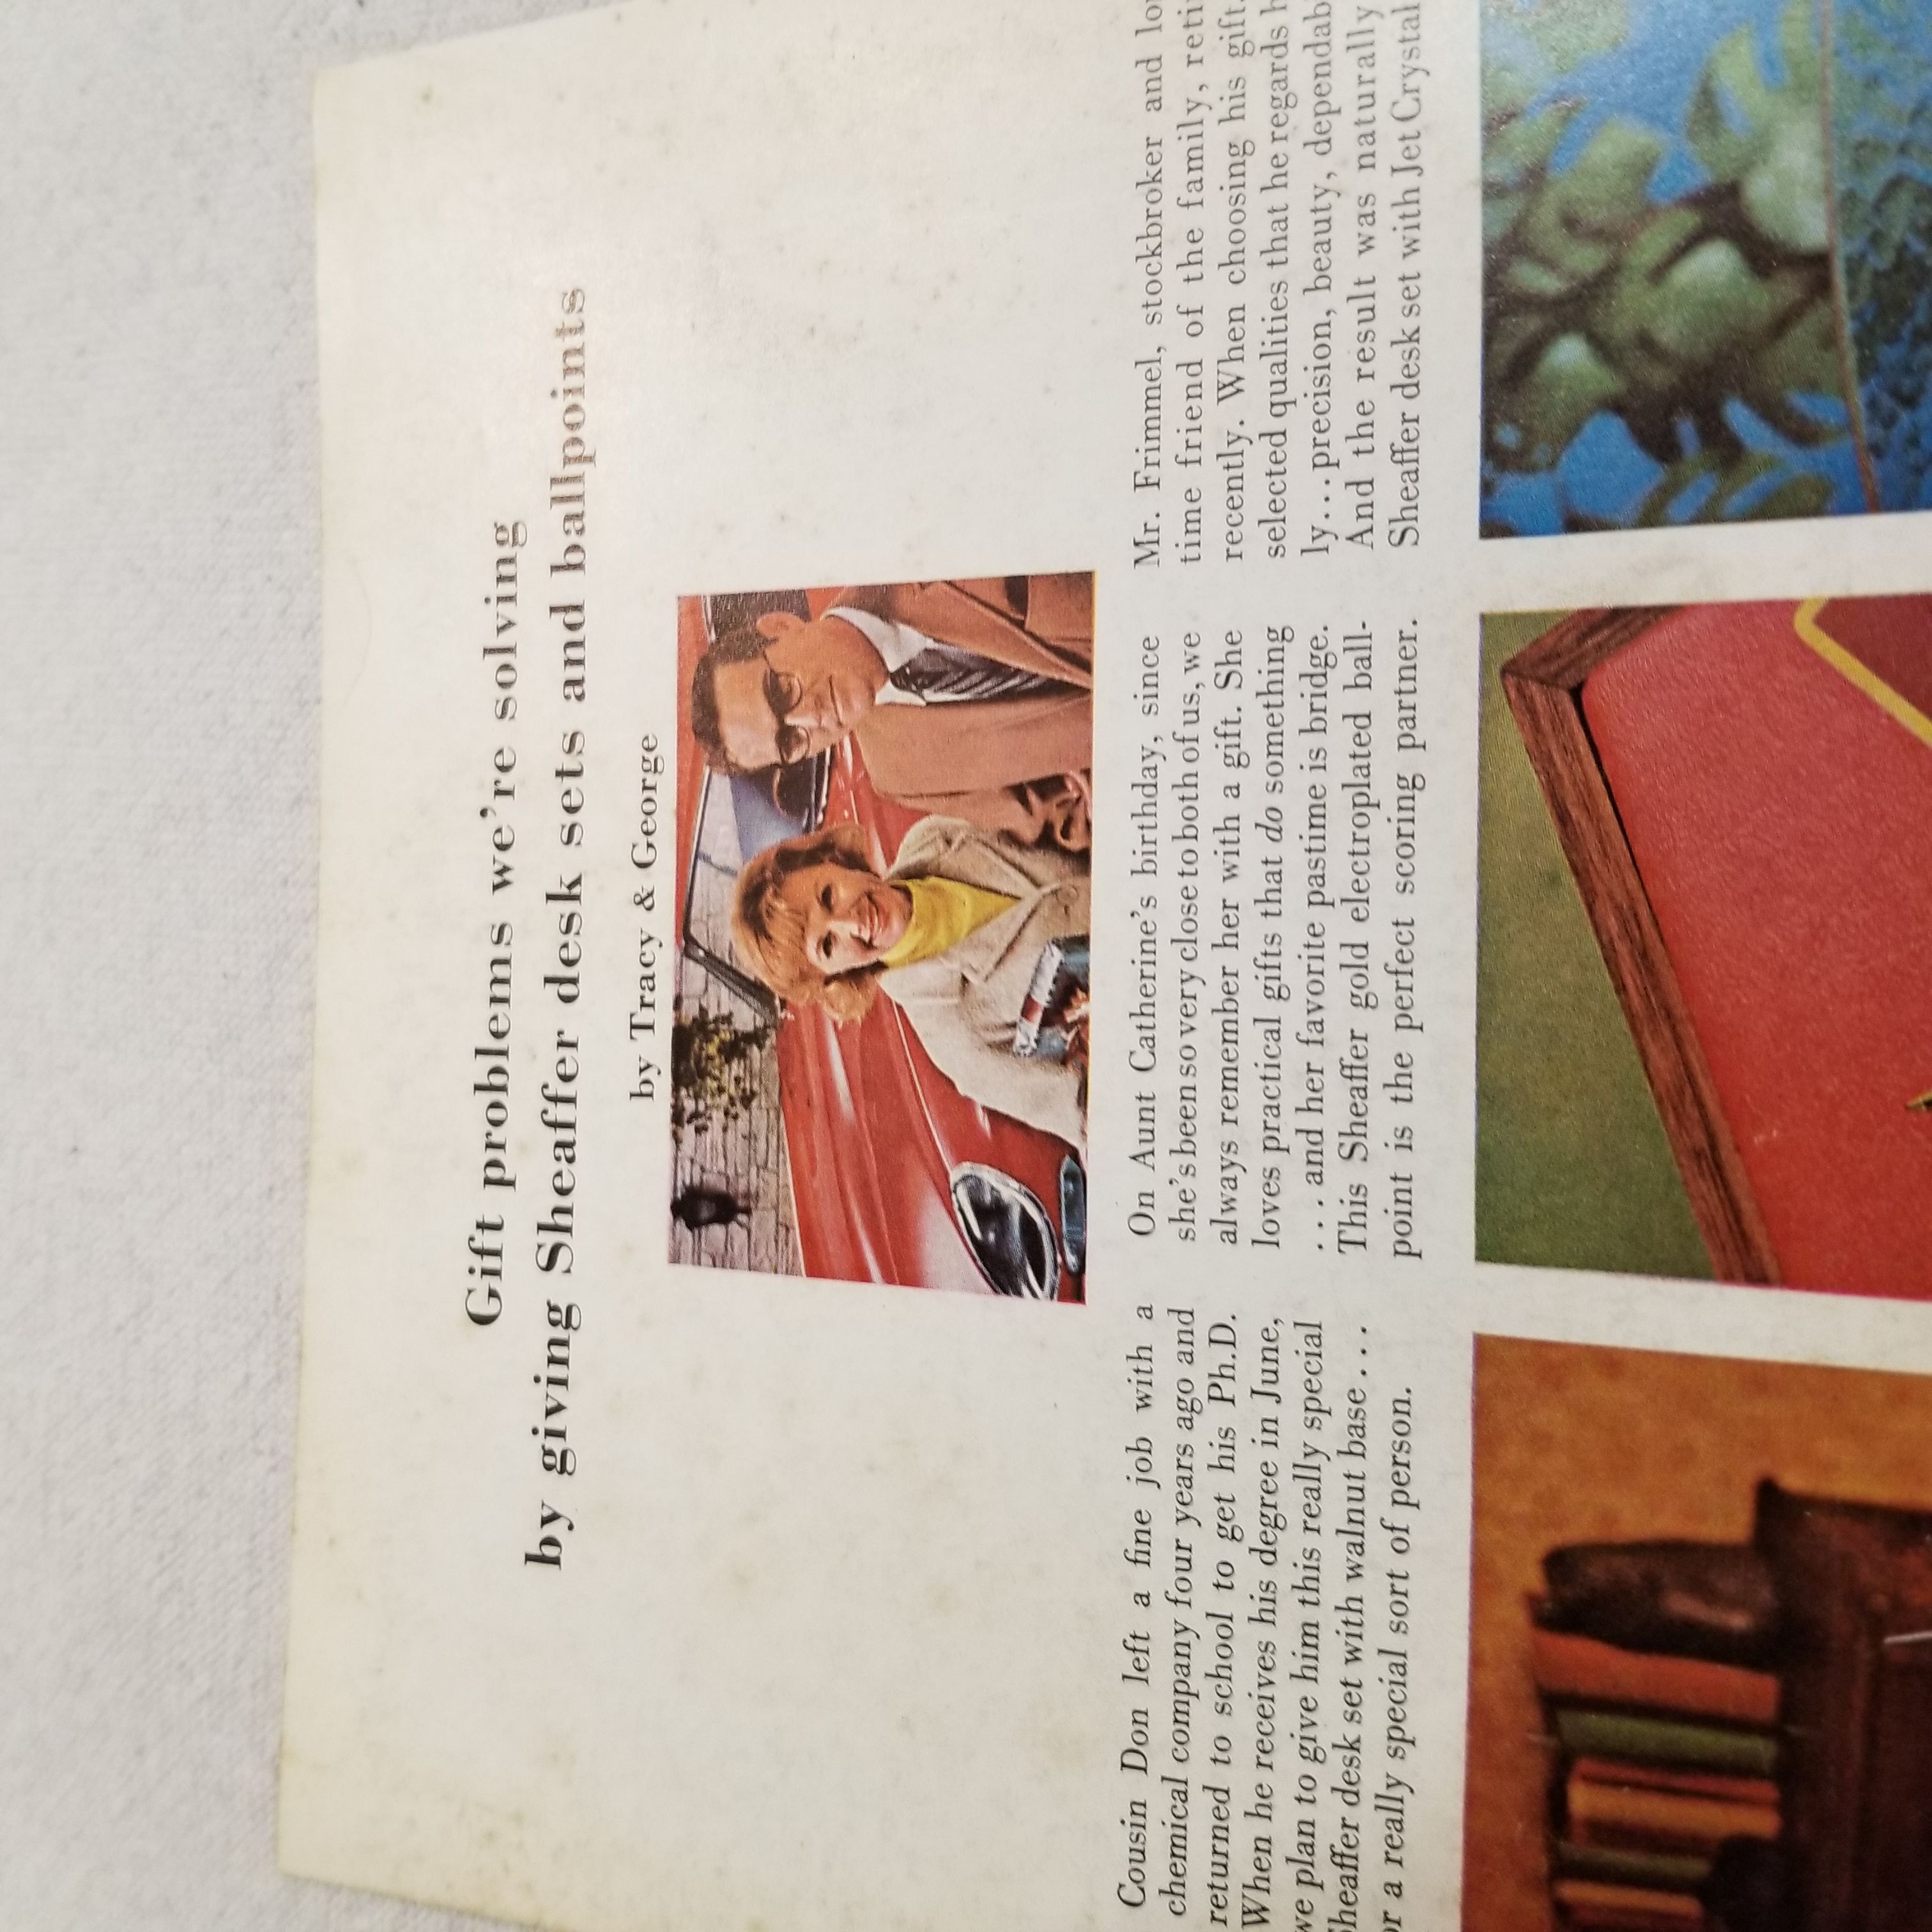 Gift problems we're solving
by giving Sheaffer desk sets and ballpoints
by Tracy & George
Cousin Don left a fine job with a
chemical company four years ago and
returned to school to get his Ph.D.
When he receives his degree in June,
we plan to give him this really special
Sheaffer desk set with walnut base...
a really special sort of person.
On Aunt Catherine's birthday, since
she's been so very close to both of us, we
always remember her with a gift. She
loves practical gifts that do something
...and her favorite pastime is bridge.
This Sheaffer gold electroplated ball-
point is the perfect scoring partner.
Mr. Frimmel, stockbroker and
time friend of the family,
recently. When choosing his gift.
selected qualities that he regards
ly...precision, beauty,
And the result was naturally
Sheaffer desk set with Jet Crystal